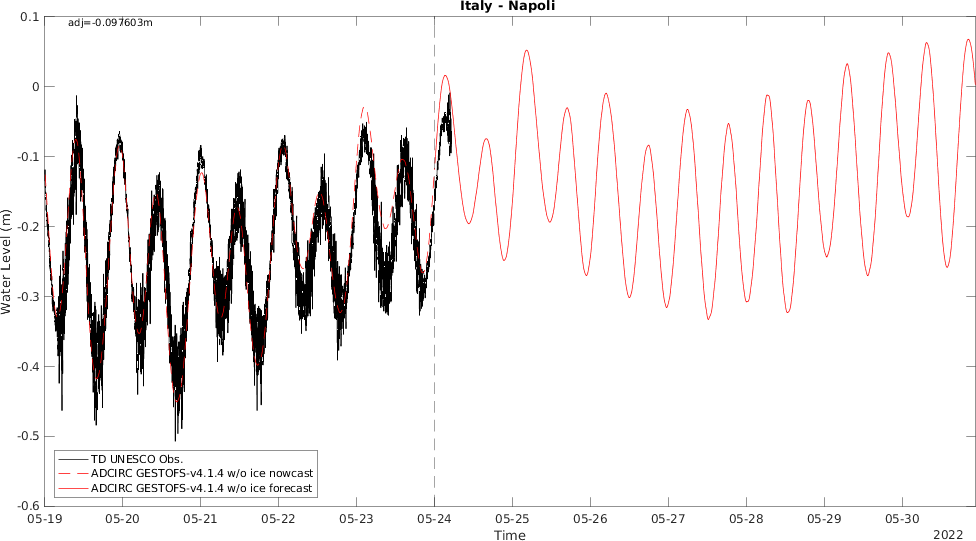 Italy - Napoli
adj=-0.097603m
0.1
0
-0.1
-0.2
-0.3
-0.4
-0.5
-0.6
Water Level (m)
TD UNESCO Obs.
ADCIRC GESTOFS-v4.1.4 w/o ice nowcast
ADCIRC GESTOFS-v4.1.4 w/o ice forecast
05-19 05-20 05-21 05-22 05-23 05-24 05-25 05-26 05-27 05-28 05-29 05-30
Time
2022